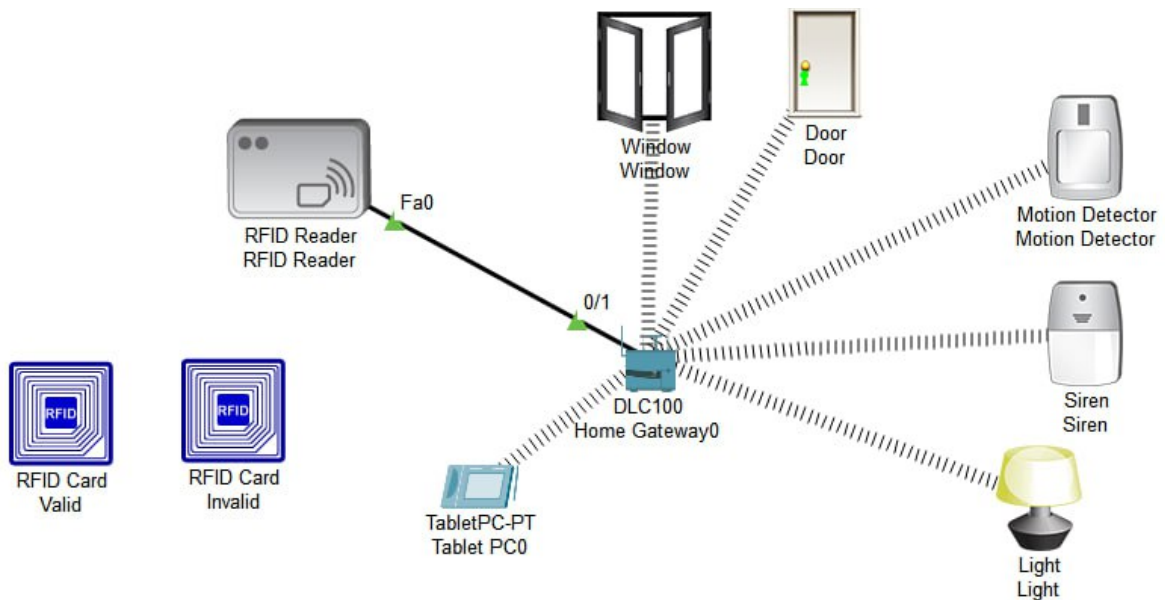 Window
Window
Door
Door
Fa0
RFID Reader
RFID Reader
Motion Detector
Motion Detector
0/1
DLC100
Home Gateway0
Siren
Siren
RFID
RFID Card
Valid
RFID
RFID Card
Invalid
TabletPC-PT
Tablet PC0
Light
Light